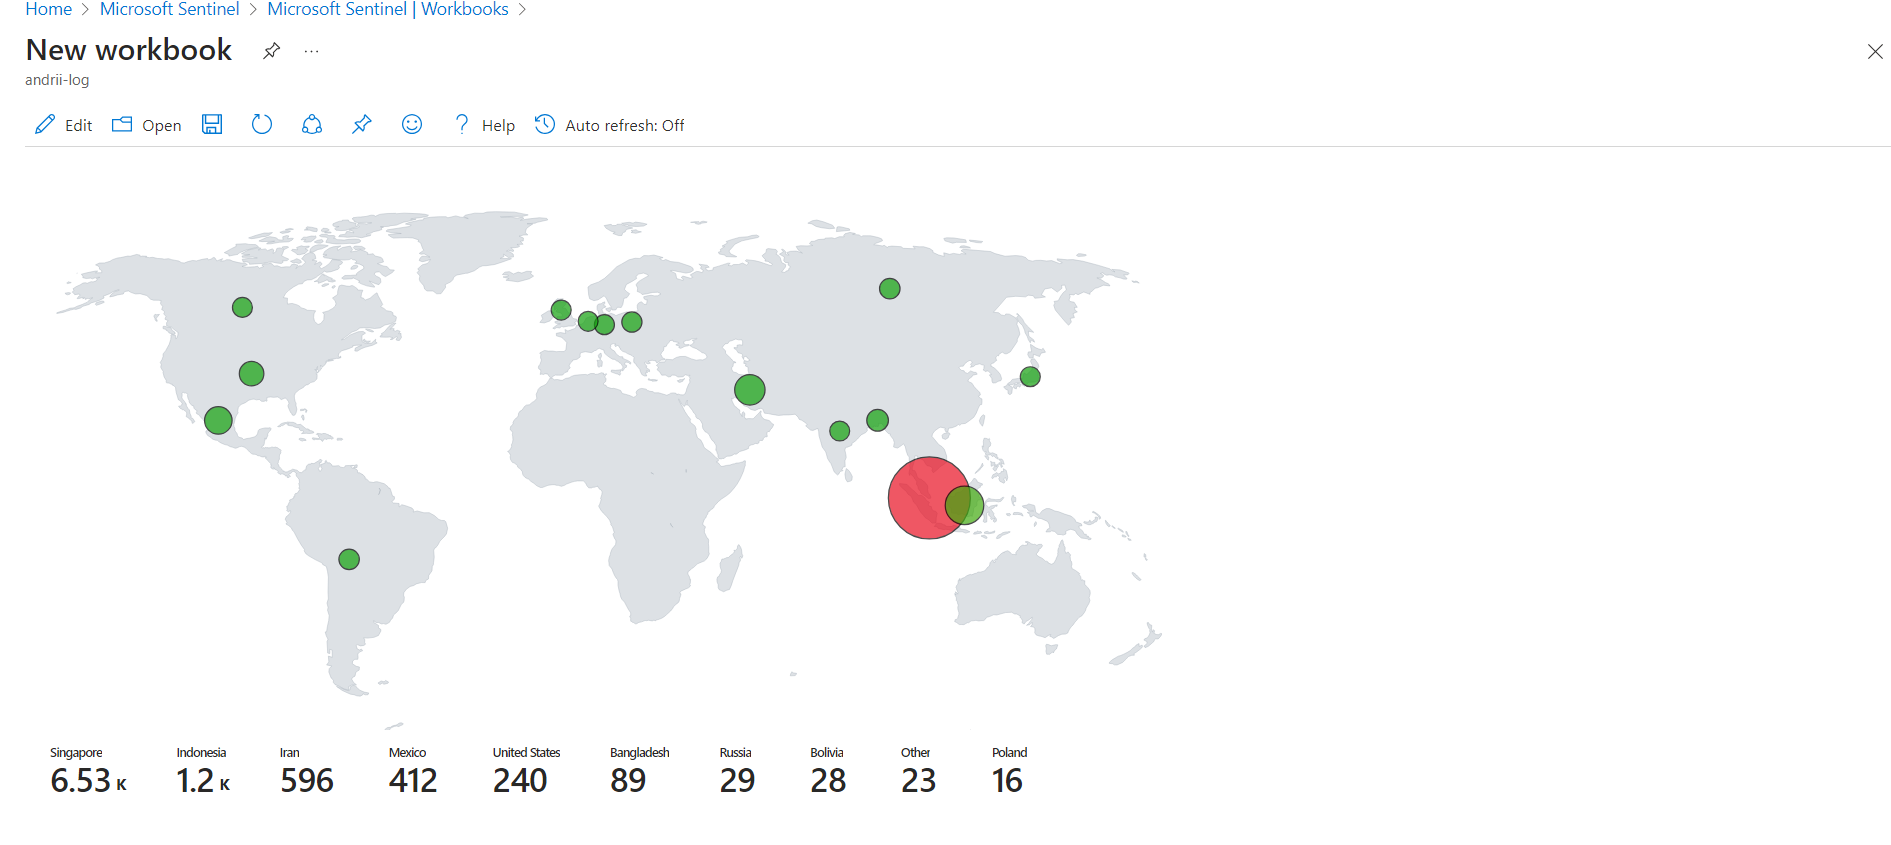 Home > Microsoft Sentinel > Microsoft Sentinel | Workbooks >
New workbook ...
andrii-log
Edit Open Help Auto refresh: Off
Singapore Indonesia Iran Mexico United States Bangladesh Russia Bolivia Other Poland
6.53 K 1.2 K 596 412 240 89 29 28 23 16